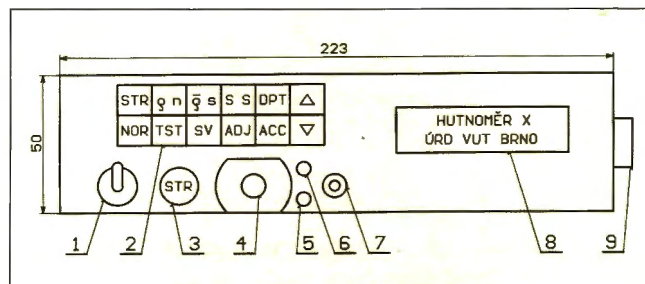 223
50
STR ϱ n ϱ̄ s S S DPT △
NOR TST SV ADJ ACC ▽
HUTNOMĚR X
ÚRD VUT BRNO
STR
1 2 3 4 5 6 7 8 9